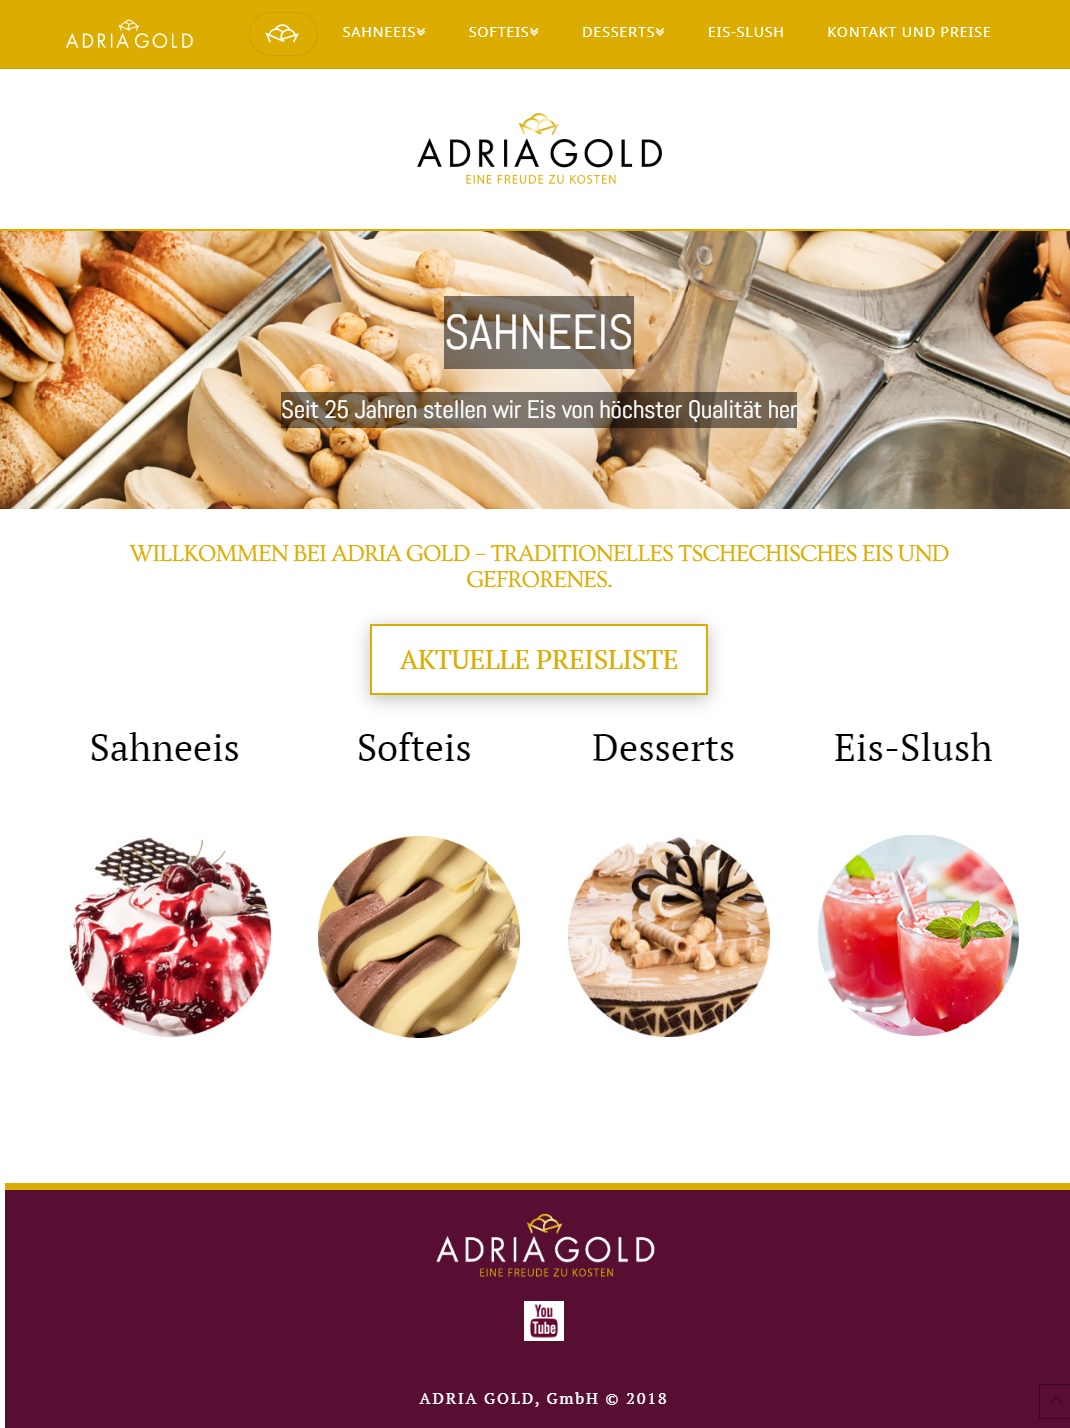 ADRIA GOLD
SAHNEEIS
SOFTEIS
DESSERTS
EIS-SLUSH
KONTAKT UND PREISE
ADRIA GOLD
EINE FREUDE ZU KOSTEN
SAHNEEIS
Seit 25 Jahren stellen wir Eis von höchster Qualität her
WILLKOMMEN BEI ADRIA GOLD – TRADITIONELLES TSCHECHISCHES EIS UND
GEFRORENES.
AKTUELLE PREISLISTE
Sahneeis
Softeis
Desserts
Eis-Slush
ADRIA GOLD
EINE FREUDE ZU KOSTEN
You
Tube
ADRIA GOLD, GmbH © 2018